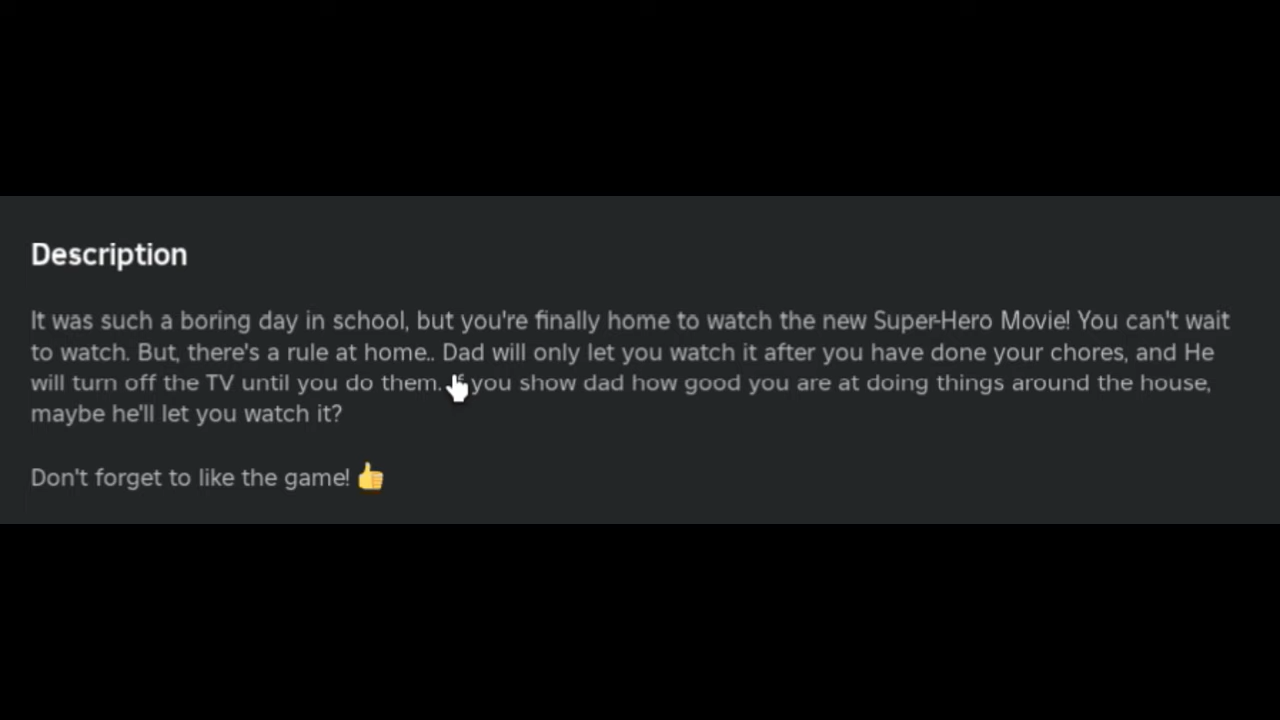 Description
It was such a boring day in school, but you're finally home to watch the new Super-Hero Movie! You can't wait
to watch. But, there's a rule at home.. Dad will only let you watch it after you have done your chores, and He
will turn off the TV until you do them. you show dad how good you are at doing things around the house,
maybe he'll let you watch it?
Don't forget to like the game! 👍